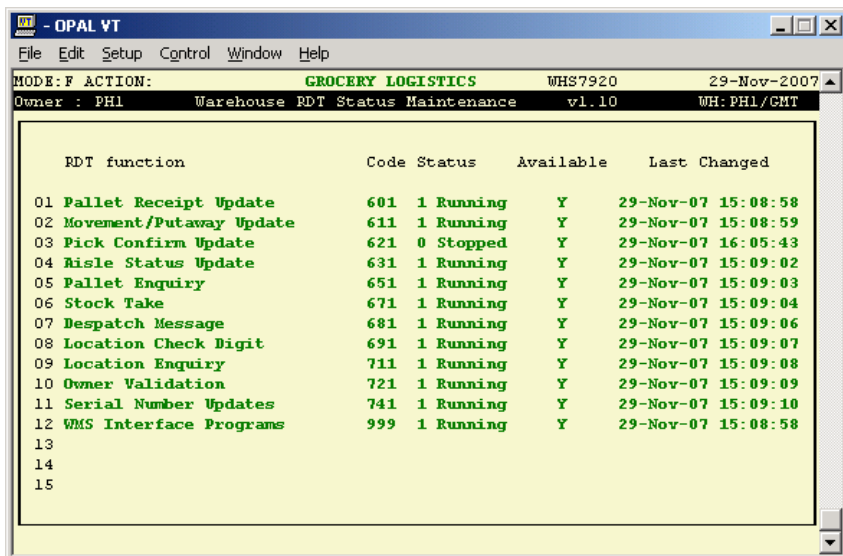 - OPAL VT
File Edit Setup Control Window Help
MODE:F ACTION: GROCERY LOGISTICS WHS7920 29-Nov-2007
Owner : PH1 Warehouse RDT Status Maintenance v1.10 WH:PH1/GMT
RDT function Code Status Available Last Changed
01 Pallet Receipt Update 601 1 Running Y 29-Nov-07 15:08:58
02 Movement/Putaway Update 611 1 Running Y 29-Nov-07 15:08:59
03 Pick Confirm Update 621 0 Stopped Y 29-Nov-07 16:05:43
04 Aisle Status Update 631 1 Running Y 29-Nov-07 15:09:02
05 Pallet Enquiry 651 1 Running Y 29-Nov-07 15:09:03
06 Stock Take 671 1 Running Y 29-Nov-07 15:09:04
07 Despatch Message 681 1 Running Y 29-Nov-07 15:09:06
08 Location Check Digit 691 1 Running Y 29-Nov-07 15:09:07
09 Location Enquiry 711 1 Running Y 29-Nov-07 15:09:08
10 Owner Validation 721 1 Running Y 29-Nov-07 15:09:09
11 Serial Number Updates 741 1 Running Y 29-Nov-07 15:09:10
12 WMS Interface Programs 999 1 Running Y 29-Nov-07 15:08:58
13
14
15